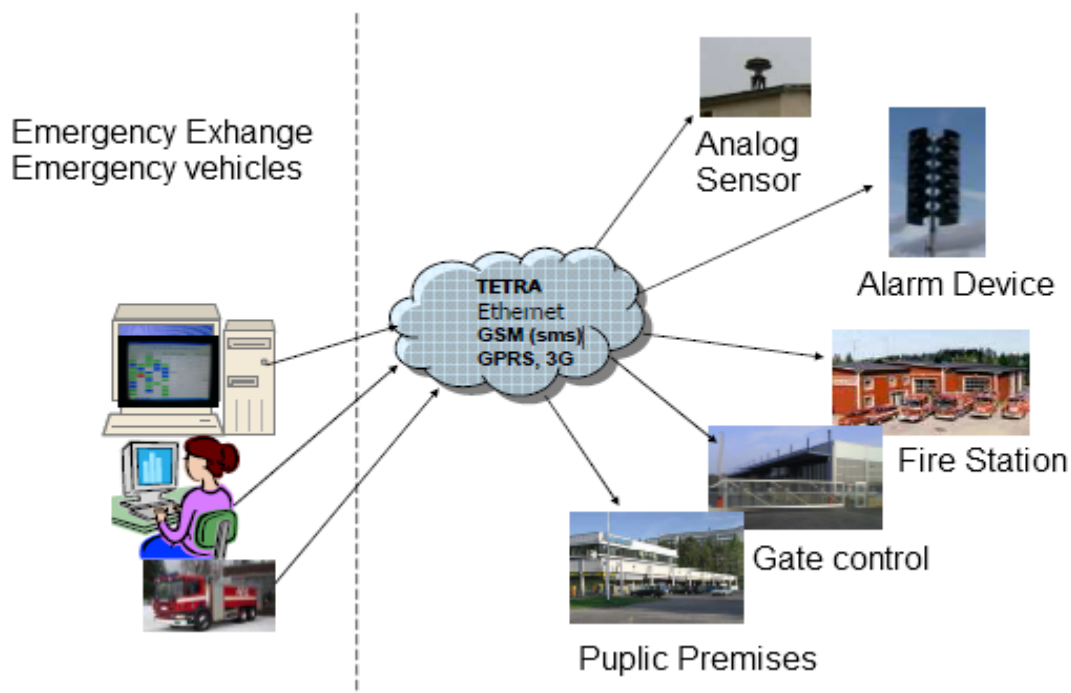 Emergency Exhange
Emergency vehicles
TETRA
Ethernet
GSM (sms)
GPRS, 3G
Analog
Sensor
Alarm Device
Fire Station
Gate control
Puplic Premises